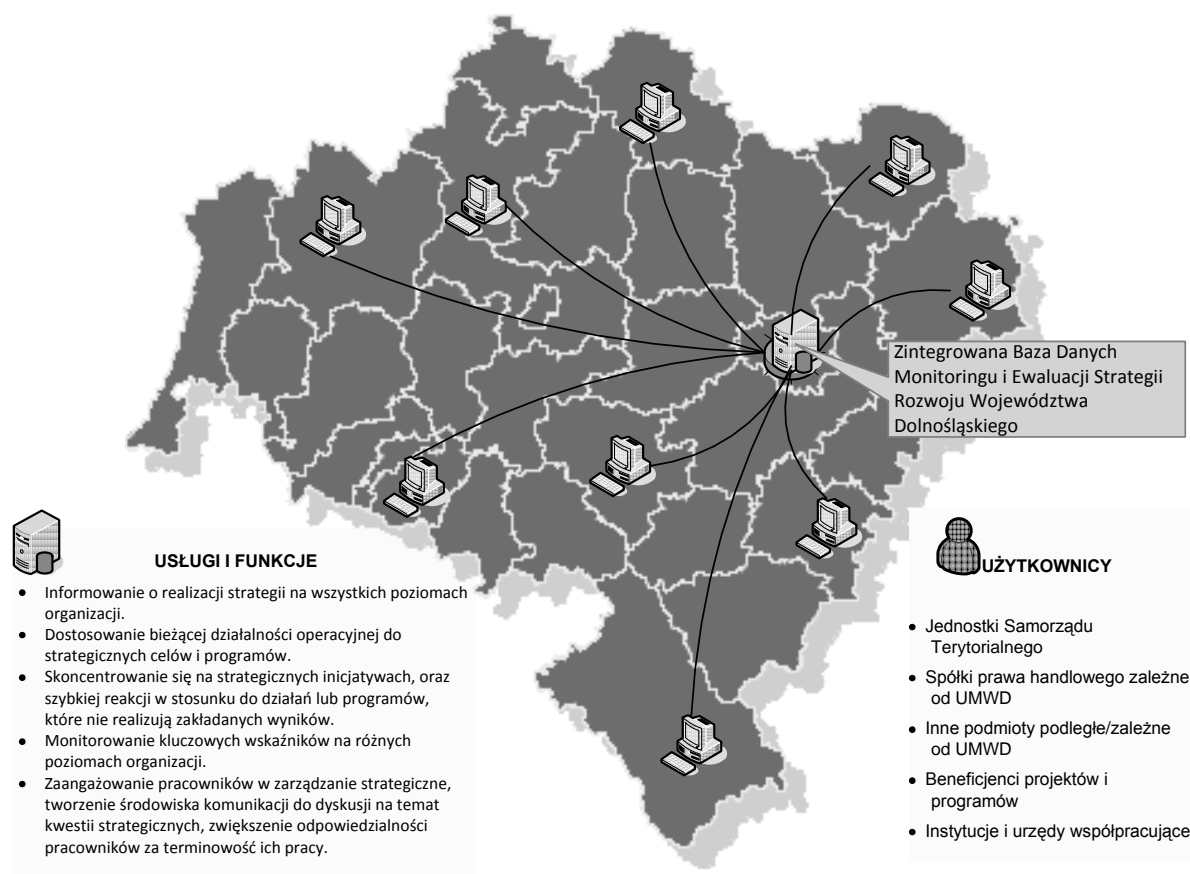 Zintegrowana Baza Danych
Monitoringu i Ewaluacji Strategii
Rozwoju Województwa
Dolnośląskiego
USŁUGI I FUNKCJE
• Informowanie o realizacji strategii na wszystkich poziomach
organizacji.
• Dostosowanie bieżącej działalności operacyjnej do
strategicznych celów i programów.
• Skoncentrowanie się na strategicznych inicjatywach, oraz
szybkiej reakcji w stosunku do działań lub programów,
które nie realizują zakładanych wyników.
• Monitorowanie kluczowych wskaźników na różnych
poziomach organizacji.
• Zaangażowanie pracowników w zarządzanie strategiczne,
tworzenie środowiska komunikacji do dyskusji na temat
kwestii strategicznych, zwiększenie odpowiedzialności
pracowników za terminowość ich pracy.
UŻYTKOWNICY
• Jednostki Samorządu
Terytorialnego
• Spółki prawa handlowego zależne
od UMWD
• Inne podmioty podległe/zależne
od UMWD
• Beneficjenci projektów i
programów
• Instytucje i urzędy współpracujące